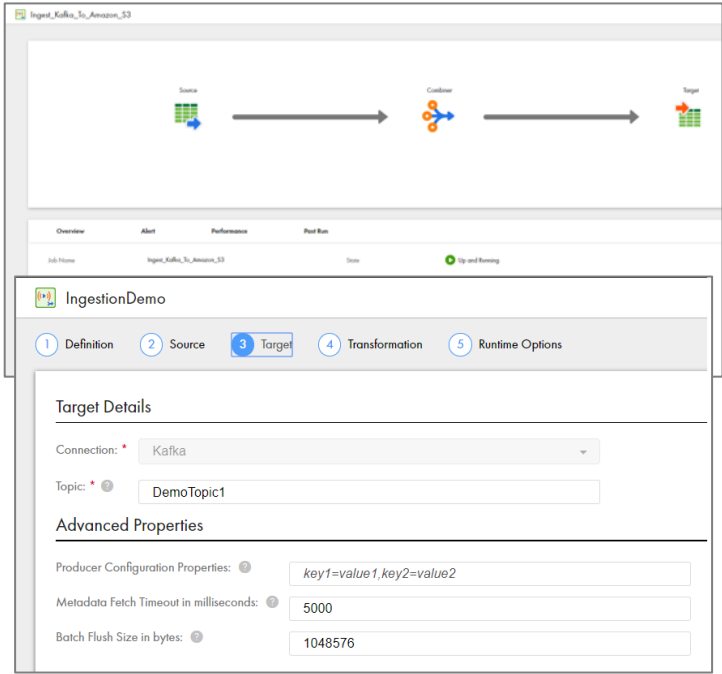 Ingest_Kafka_To_Amazon_S3
Source
Combiner
Target
Overview Alert Performance Past Run
Job Name Ingest_Kafka_To_Amazon_S3 State Up and Running
IngestionDemo
1 Definition 2 Source 3 Target 4 Transformation 5 Runtime Options
Target Details
Connection: * Kafka
Topic: * ? DemoTopic1
Advanced Properties
Producer Configuration Properties: ? key1=value1,key2=value2
Metadata Fetch Timeout in milliseconds: ? 5000
Batch Flush Size in bytes: ? 1048576